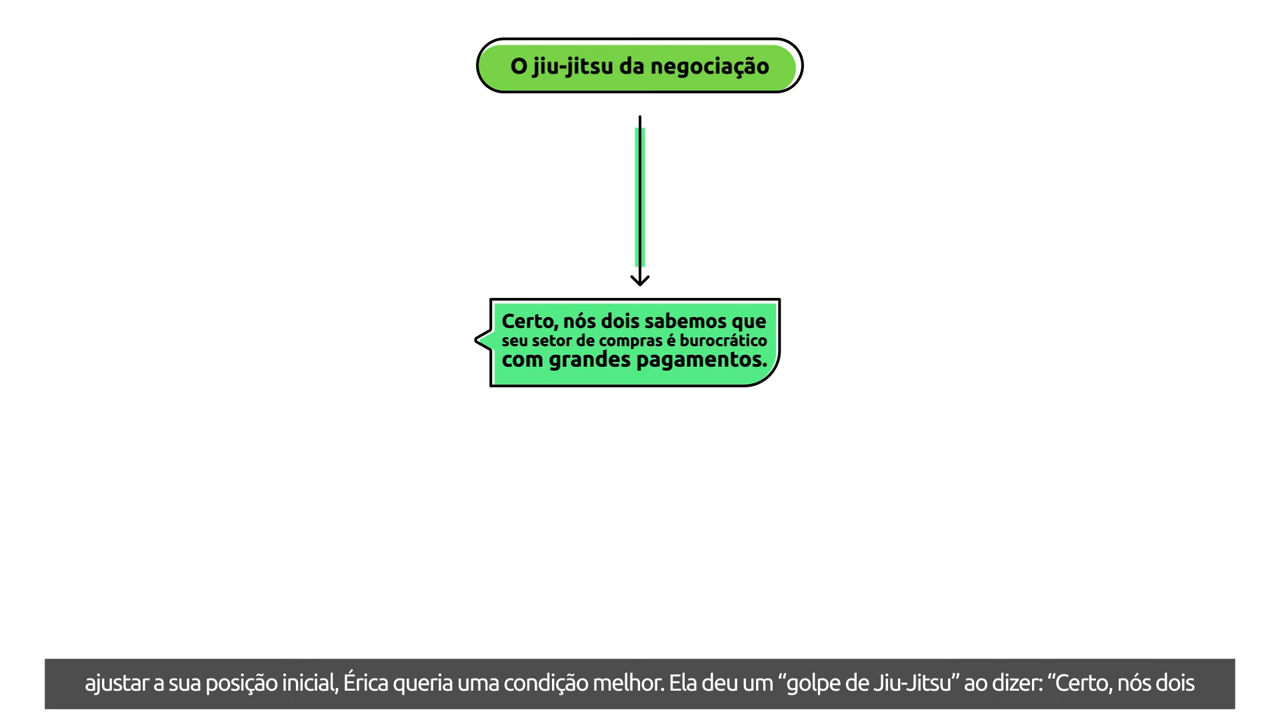 O jiu-jitsu da negociação
Certo, nós dois sabemos que
seu setor de compras é burocrático
com grandes pagamentos.
ajustar a sua posição inicial, Érica queria uma condição melhor. Ela deu um “golpe de Jiu-Jitsu” ao dizer: “Certo, nós dois